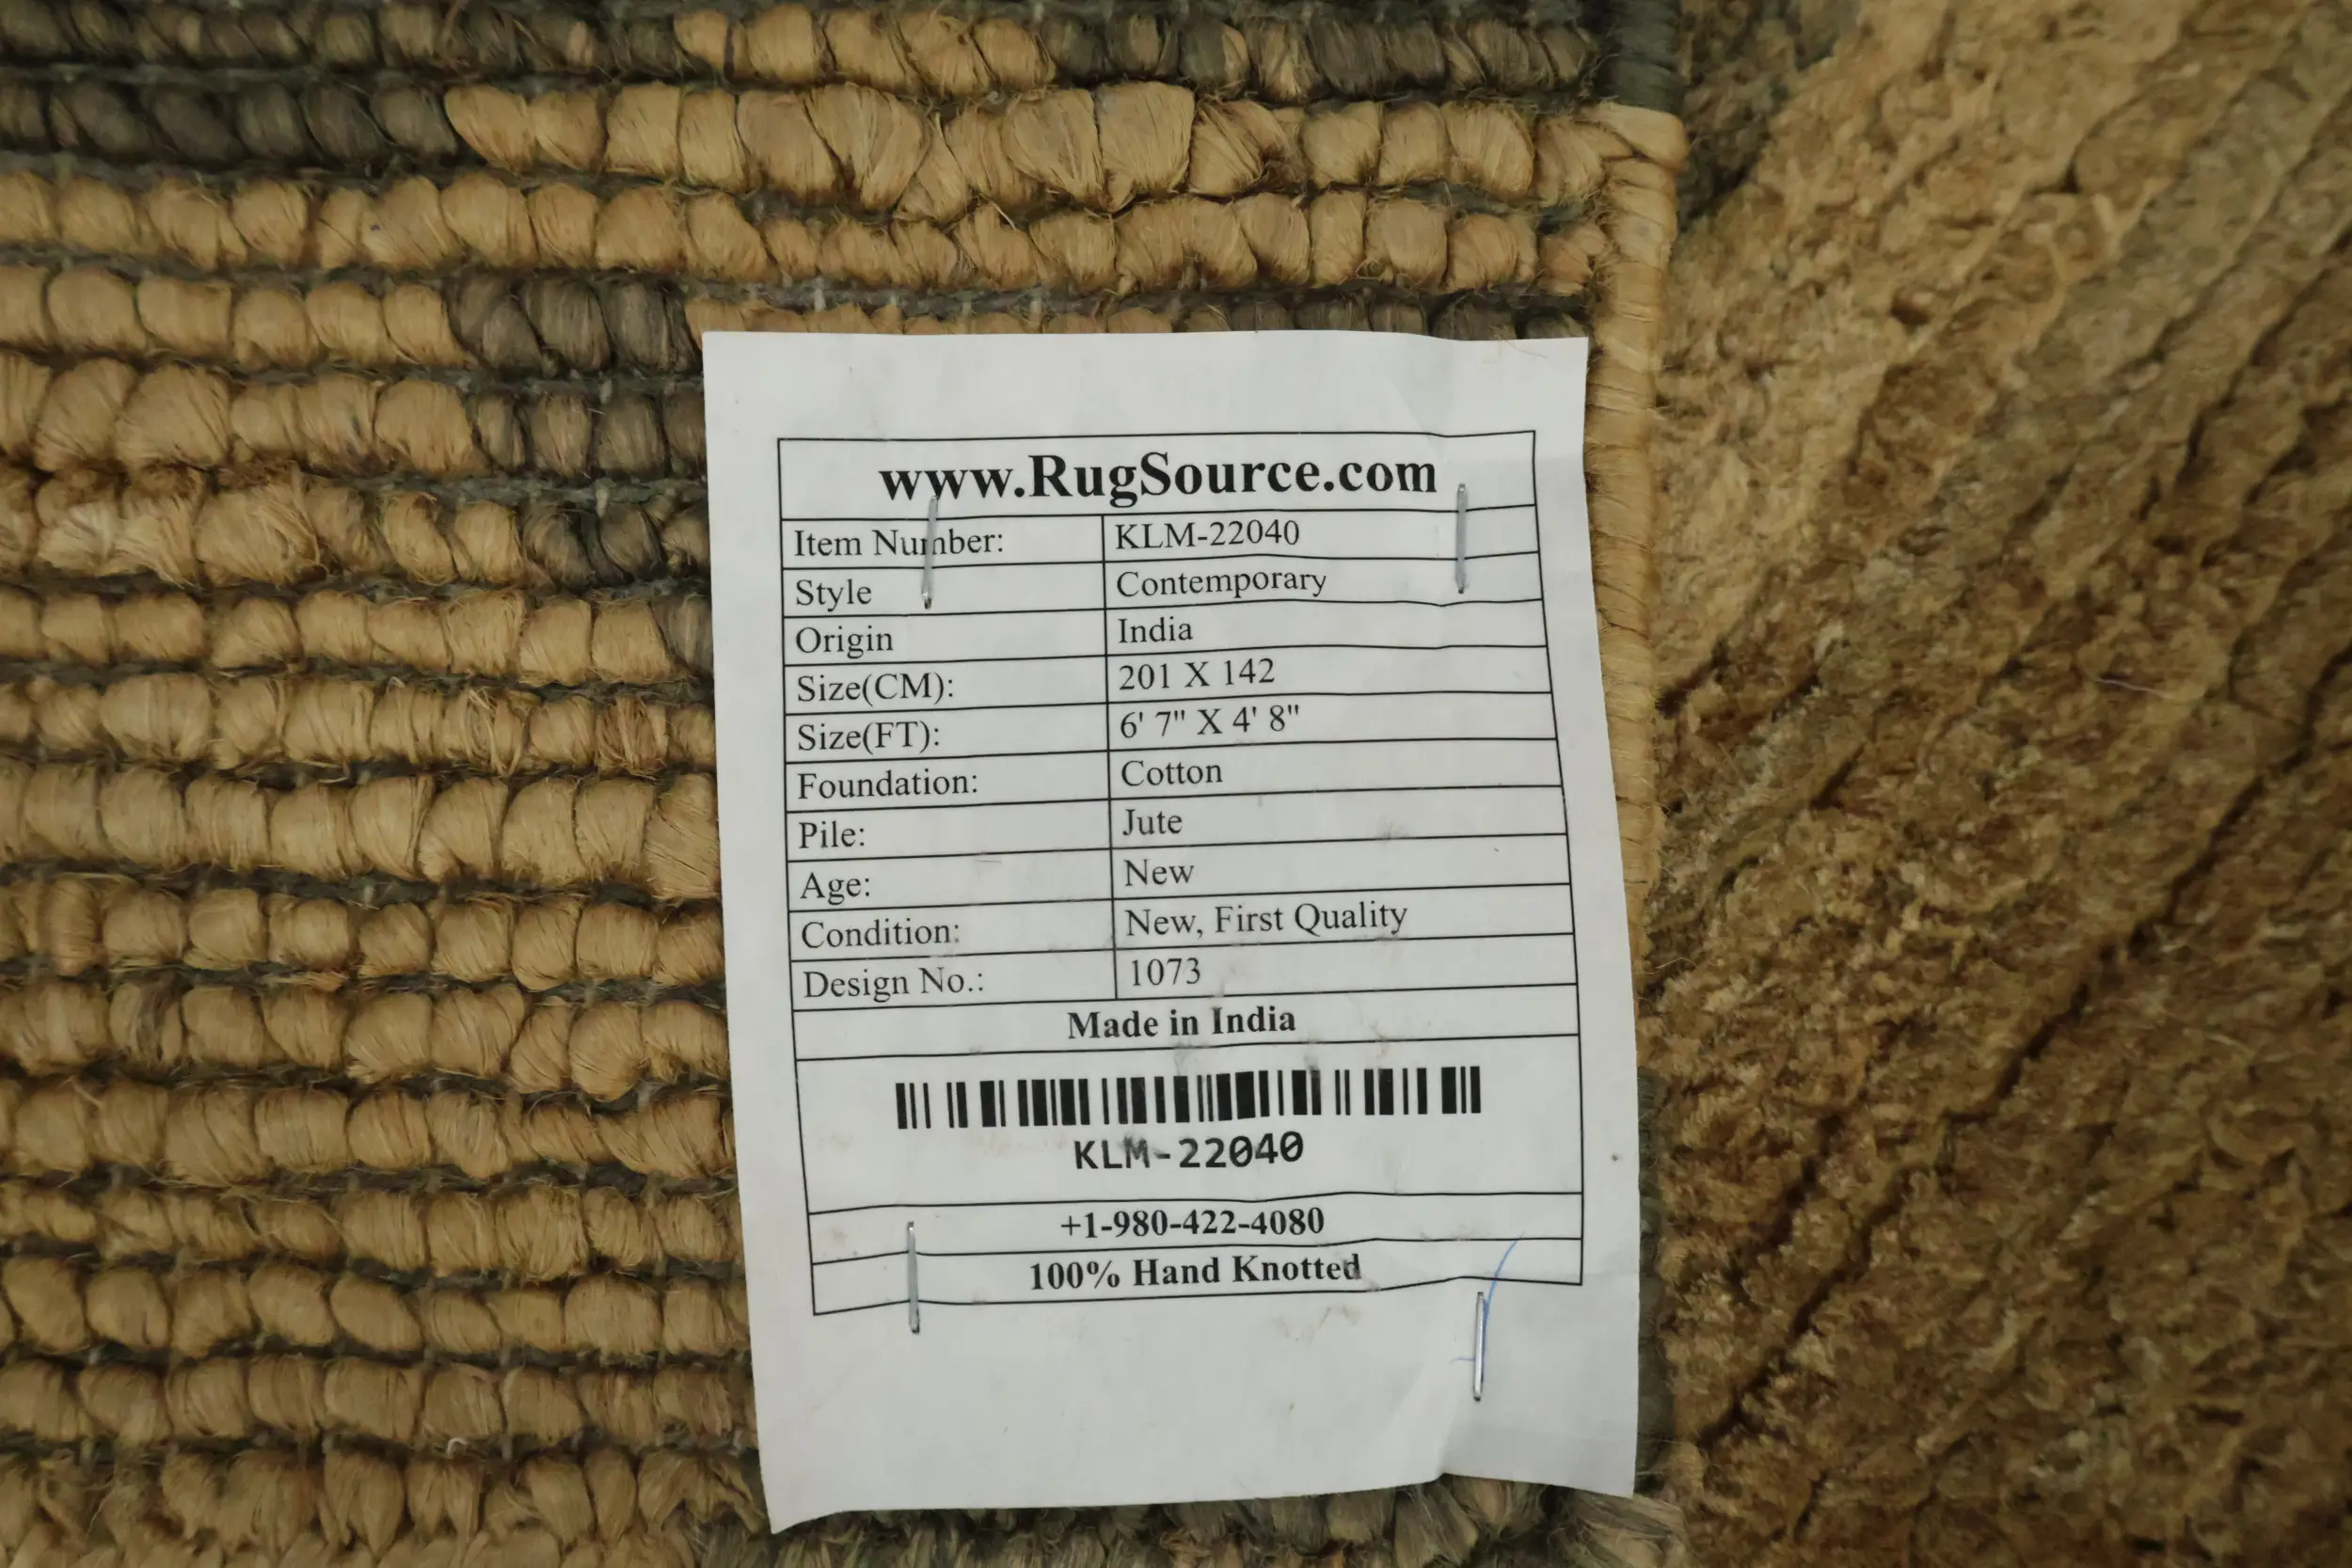 www.RugSource.com
Item Number: KLM-22040
Style Contemporary
Origin India
Size(CM): 201 X 142
Size(FT): 6' 7" X 4' 8"
Foundation: Cotton
Pile: Jute
Age: New
Condition: New, First Quality
Design No.: 1073
Made in India
KLM-22040
+1-980-422-4080
100% Hand Knotted